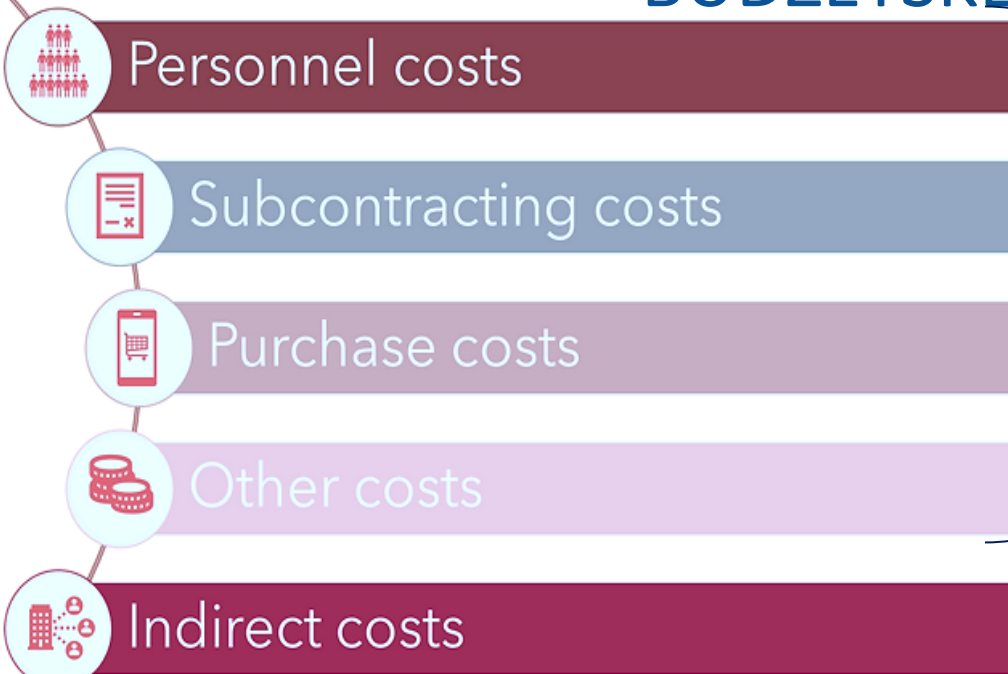 Personnel costs
Subcontracting costs
Purchase costs
Other costs
Indirect costs